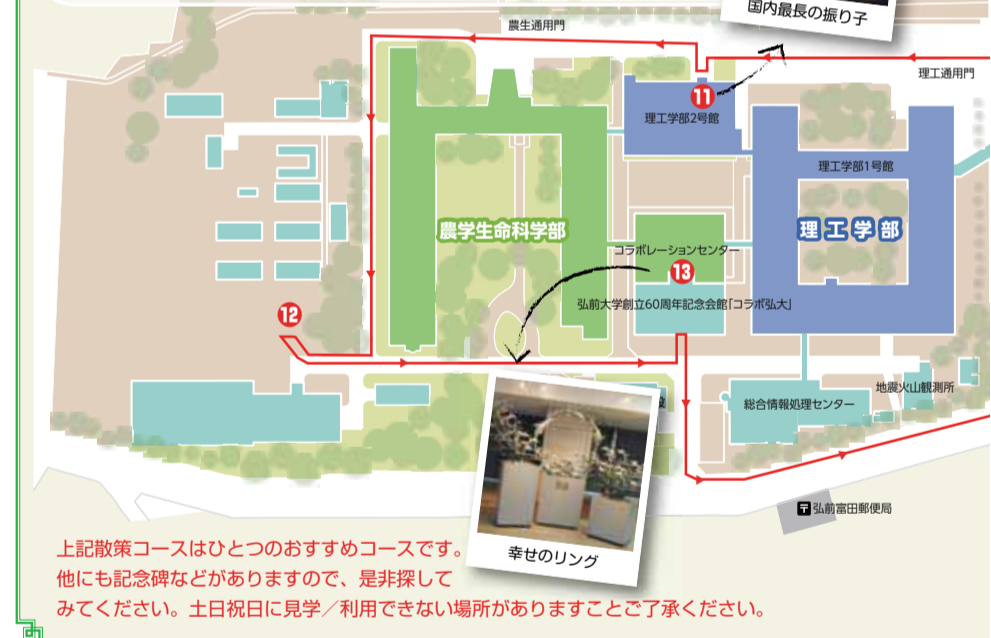 国内最長の振り子
農生通用門
理工通用門
11
理工学部2号館
理工学部1号館
農学生命科学部
理工学部
コラボレーションセンター
13
弘前大学創立60周年記念会館「コラボ弘大」
12
地震火山観測所
総合情報処理センター
〒弘前富田郵便局
幸せのリング
上記散策コースはひとつのおすすめコースです。
他にも記念碑などがありますので、是非探して
みてください。土日祝日に見学／利用できない場所がありますことご了承ください。